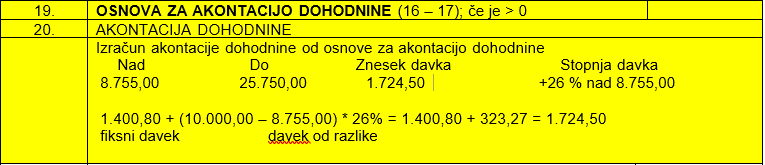 19. OSNOVA ZA AKONTACIJO DOHODNINE (16 – 17); če je > 0
20. AKONTACIJA DOHODNINE
Izračun akontacije dohodnine od osnove za akontacijo dohodnine
Nad Do Znesek davka Stopnja davka
8.755,00 25.750,00 1.724,50 +26 % nad 8.755,00
1.400,80 + (10.000,00 – 8.755,00) * 26% = 1.400,80 + 323,27 = 1.724,50
fiksni davek davek od razlike